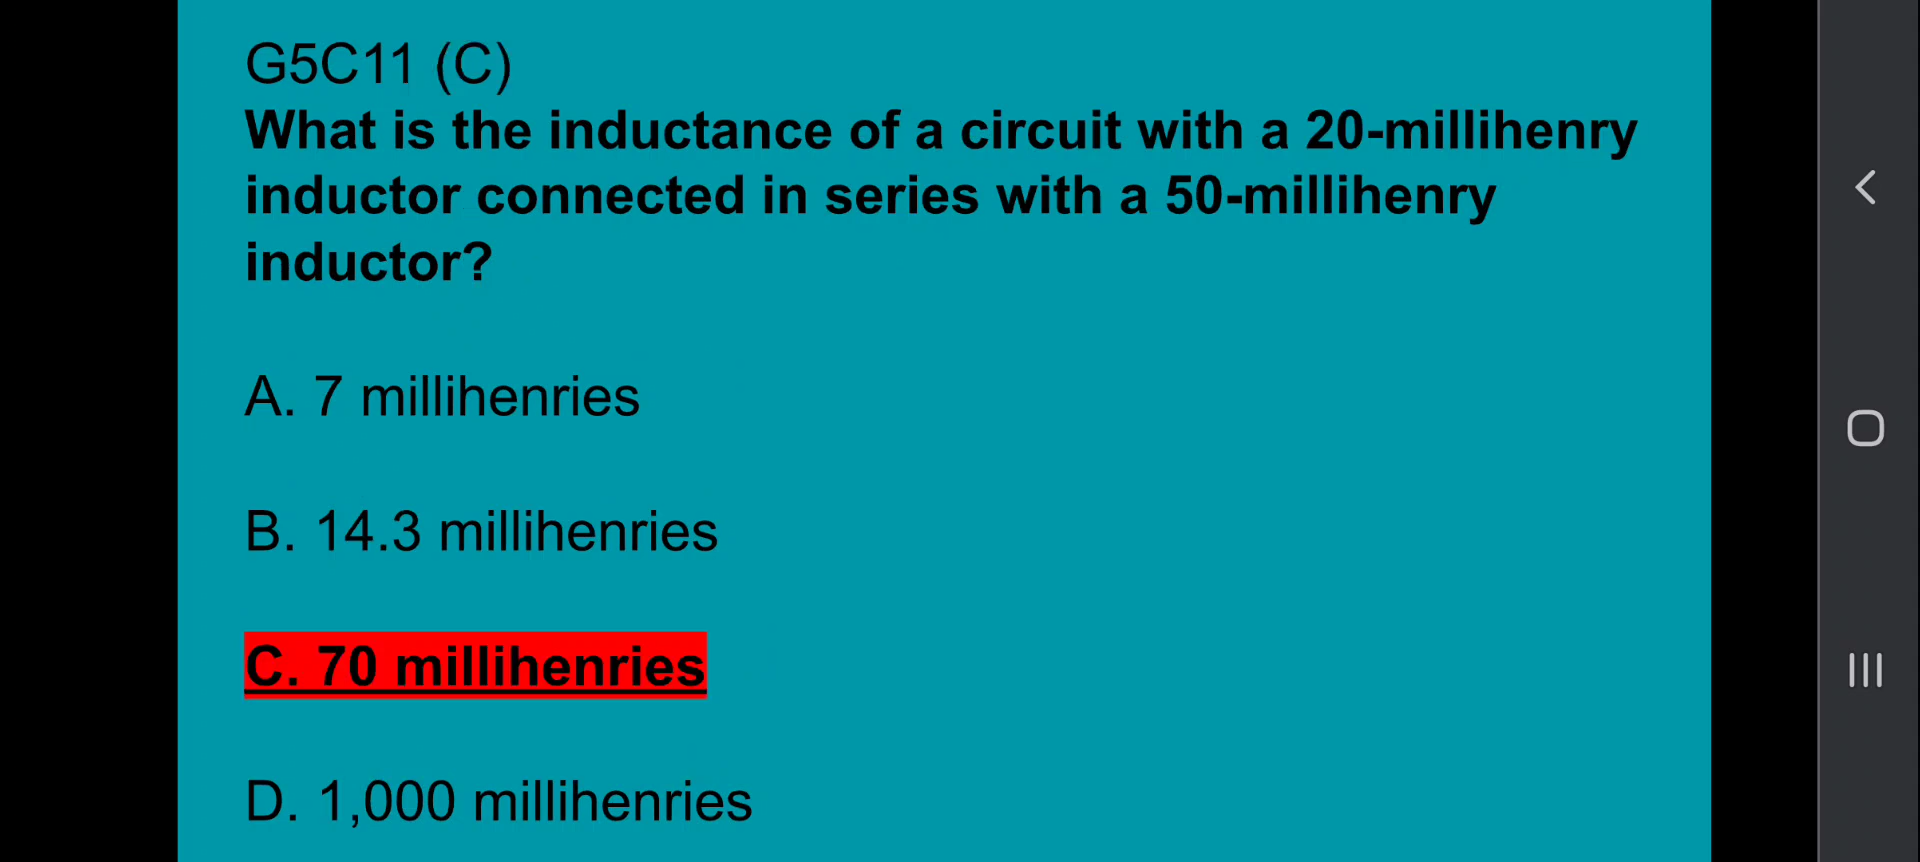 G5C11 (C)
What is the inductance of a circuit with a 20-millihenry
inductor connected in series with a 50-millihenry
inductor?
A. 7 millihenries
B. 14.3 millihenries
C. 70 millihenries
D. 1,000 millihenries